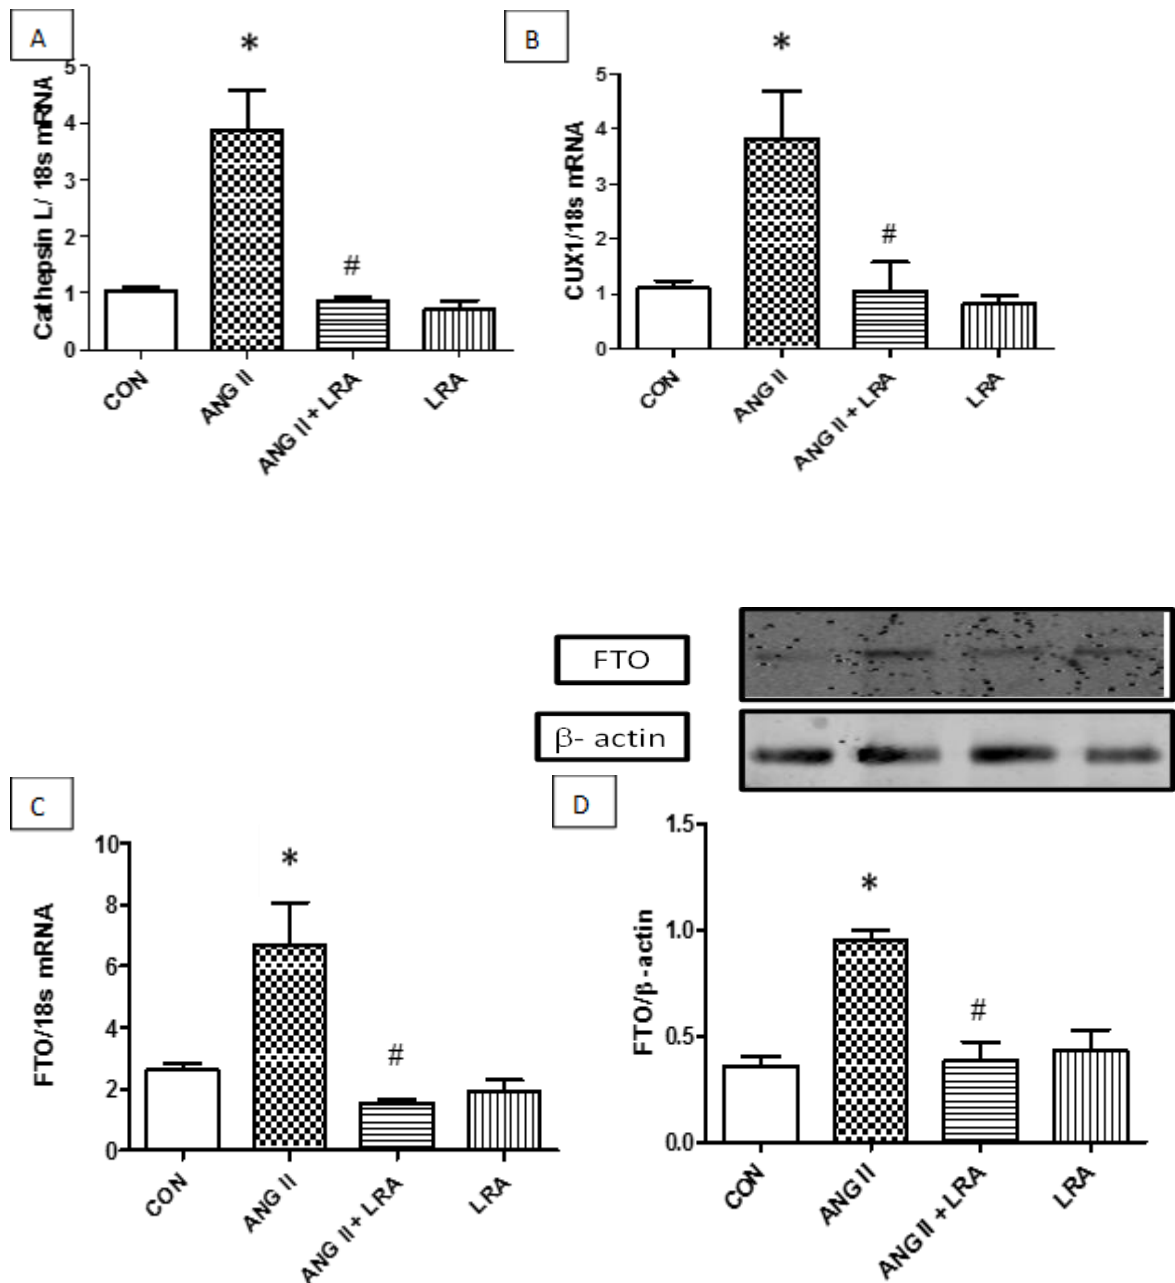 A
*
5
4
3
2
1
0
#
Cathepsin L/ 18s mRNA
CON
ANG II
ANG II + LRA
LRA
B
*
5
4
3
2
1
0
#
CUX1/18s mRNA
CON
ANG II
ANG II + LRA
LRA
FTO
β- actin
C
*
10
8
6
4
2
0
#
FTO/18s mRNA
CON
ANG II
ANG II + LRA
LRA
D
*
1.5
1.0
0.5
0.0
#
FTO/β-actin
CON
ANG II
ANG II + LRA
LRA